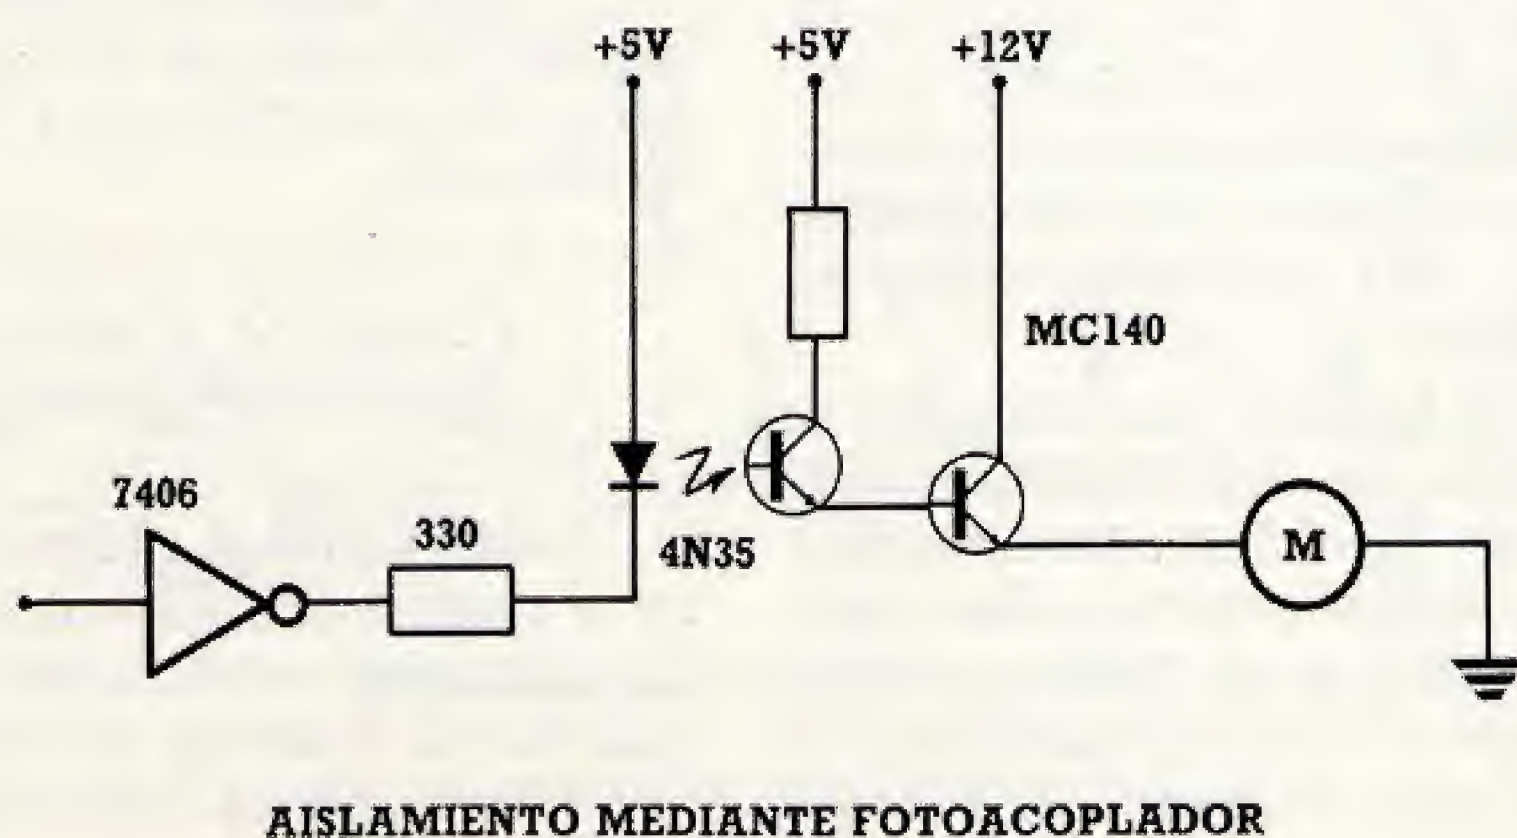 +5V +5V +12V
MC140
7406
330
4N35
M
AISLAMIENTO MEDIANTE FOTOACOPLADOR